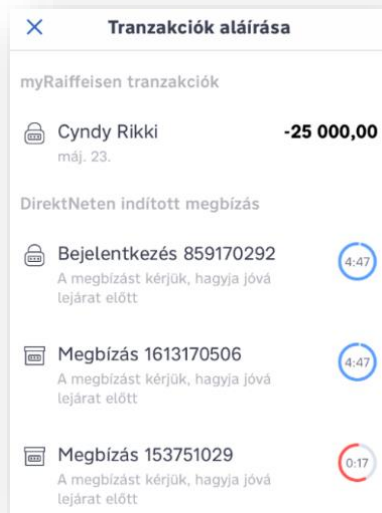 Tranzakciók aláírása
myRaiffeisen tranzakciók
Cyndy Rikki -25 000,00
máj. 23.
DirektNeten indított megbízás
Bejelentkezés 859170292 4:47
A megbízást kérjük, hagyja jóvá
lejárat előtt
Megbízás 1613170506 4:47
A megbízást kérjük, hagyja jóvá
lejárat előtt
Megbízás 153751029 0:17
A megbízást kérjük, hagyja jóvá
lejárat előtt